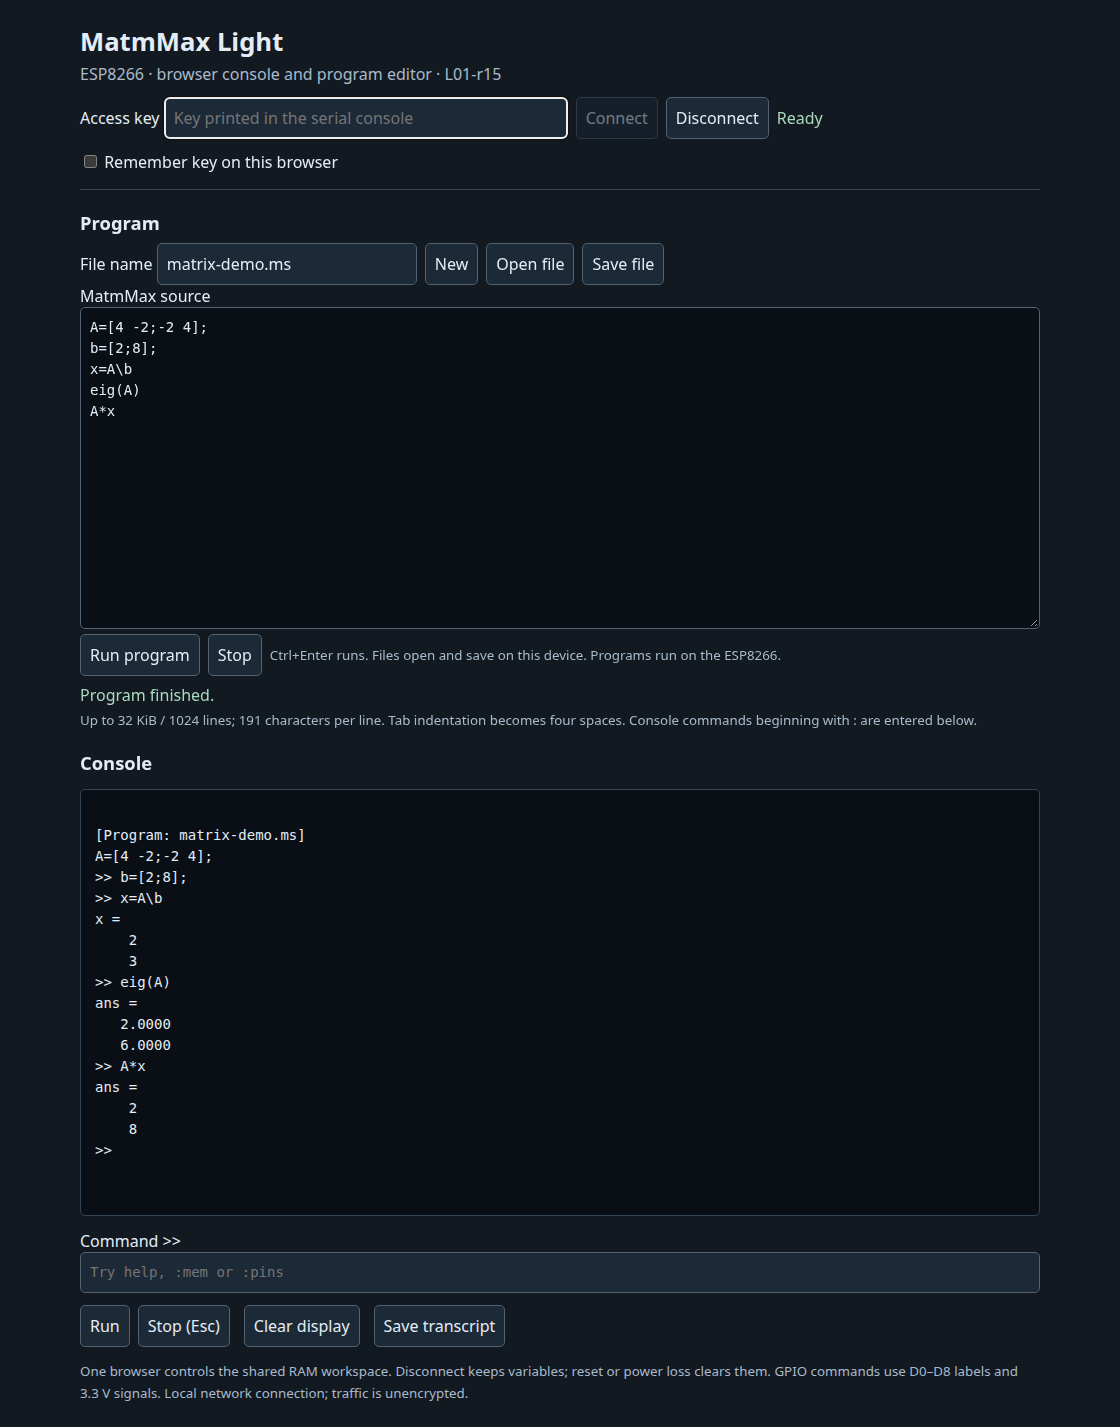 MatmMax Light
ESP8266 · browser console and program editor · L01-r15
Access key Key printed in the serial console Connect Disconnect Ready
Remember key on this browser
Program
File name matrix-demo.ms New Open file Save file
MatmMax source
A=[4 -2;-2 4];
b=[2;8];
x=A\b
eig(A)
A*x
Run program Stop Ctrl+Enter runs. Files open and save on this device. Programs run on the ESP8266.
Program finished.
Up to 32 KiB / 1024 lines; 191 characters per line. Tab indentation becomes four spaces. Console commands beginning with : are entered below.
Console
[Program: matrix-demo.ms]
A=[4 -2;-2 4];
>> b=[2;8];
>> x=A\b
x =
2
3
>> eig(A)
ans =
2.0000
6.0000
>> A*x
ans =
2
8
>>
Command >>
Try help, :mem or :pins
Run Stop (Esc) Clear display Save transcript
One browser controls the shared RAM workspace. Disconnect keeps variables; reset or power loss clears them. GPIO commands use D0–D8 labels and
3.3 V signals. Local network connection; traffic is unencrypted.